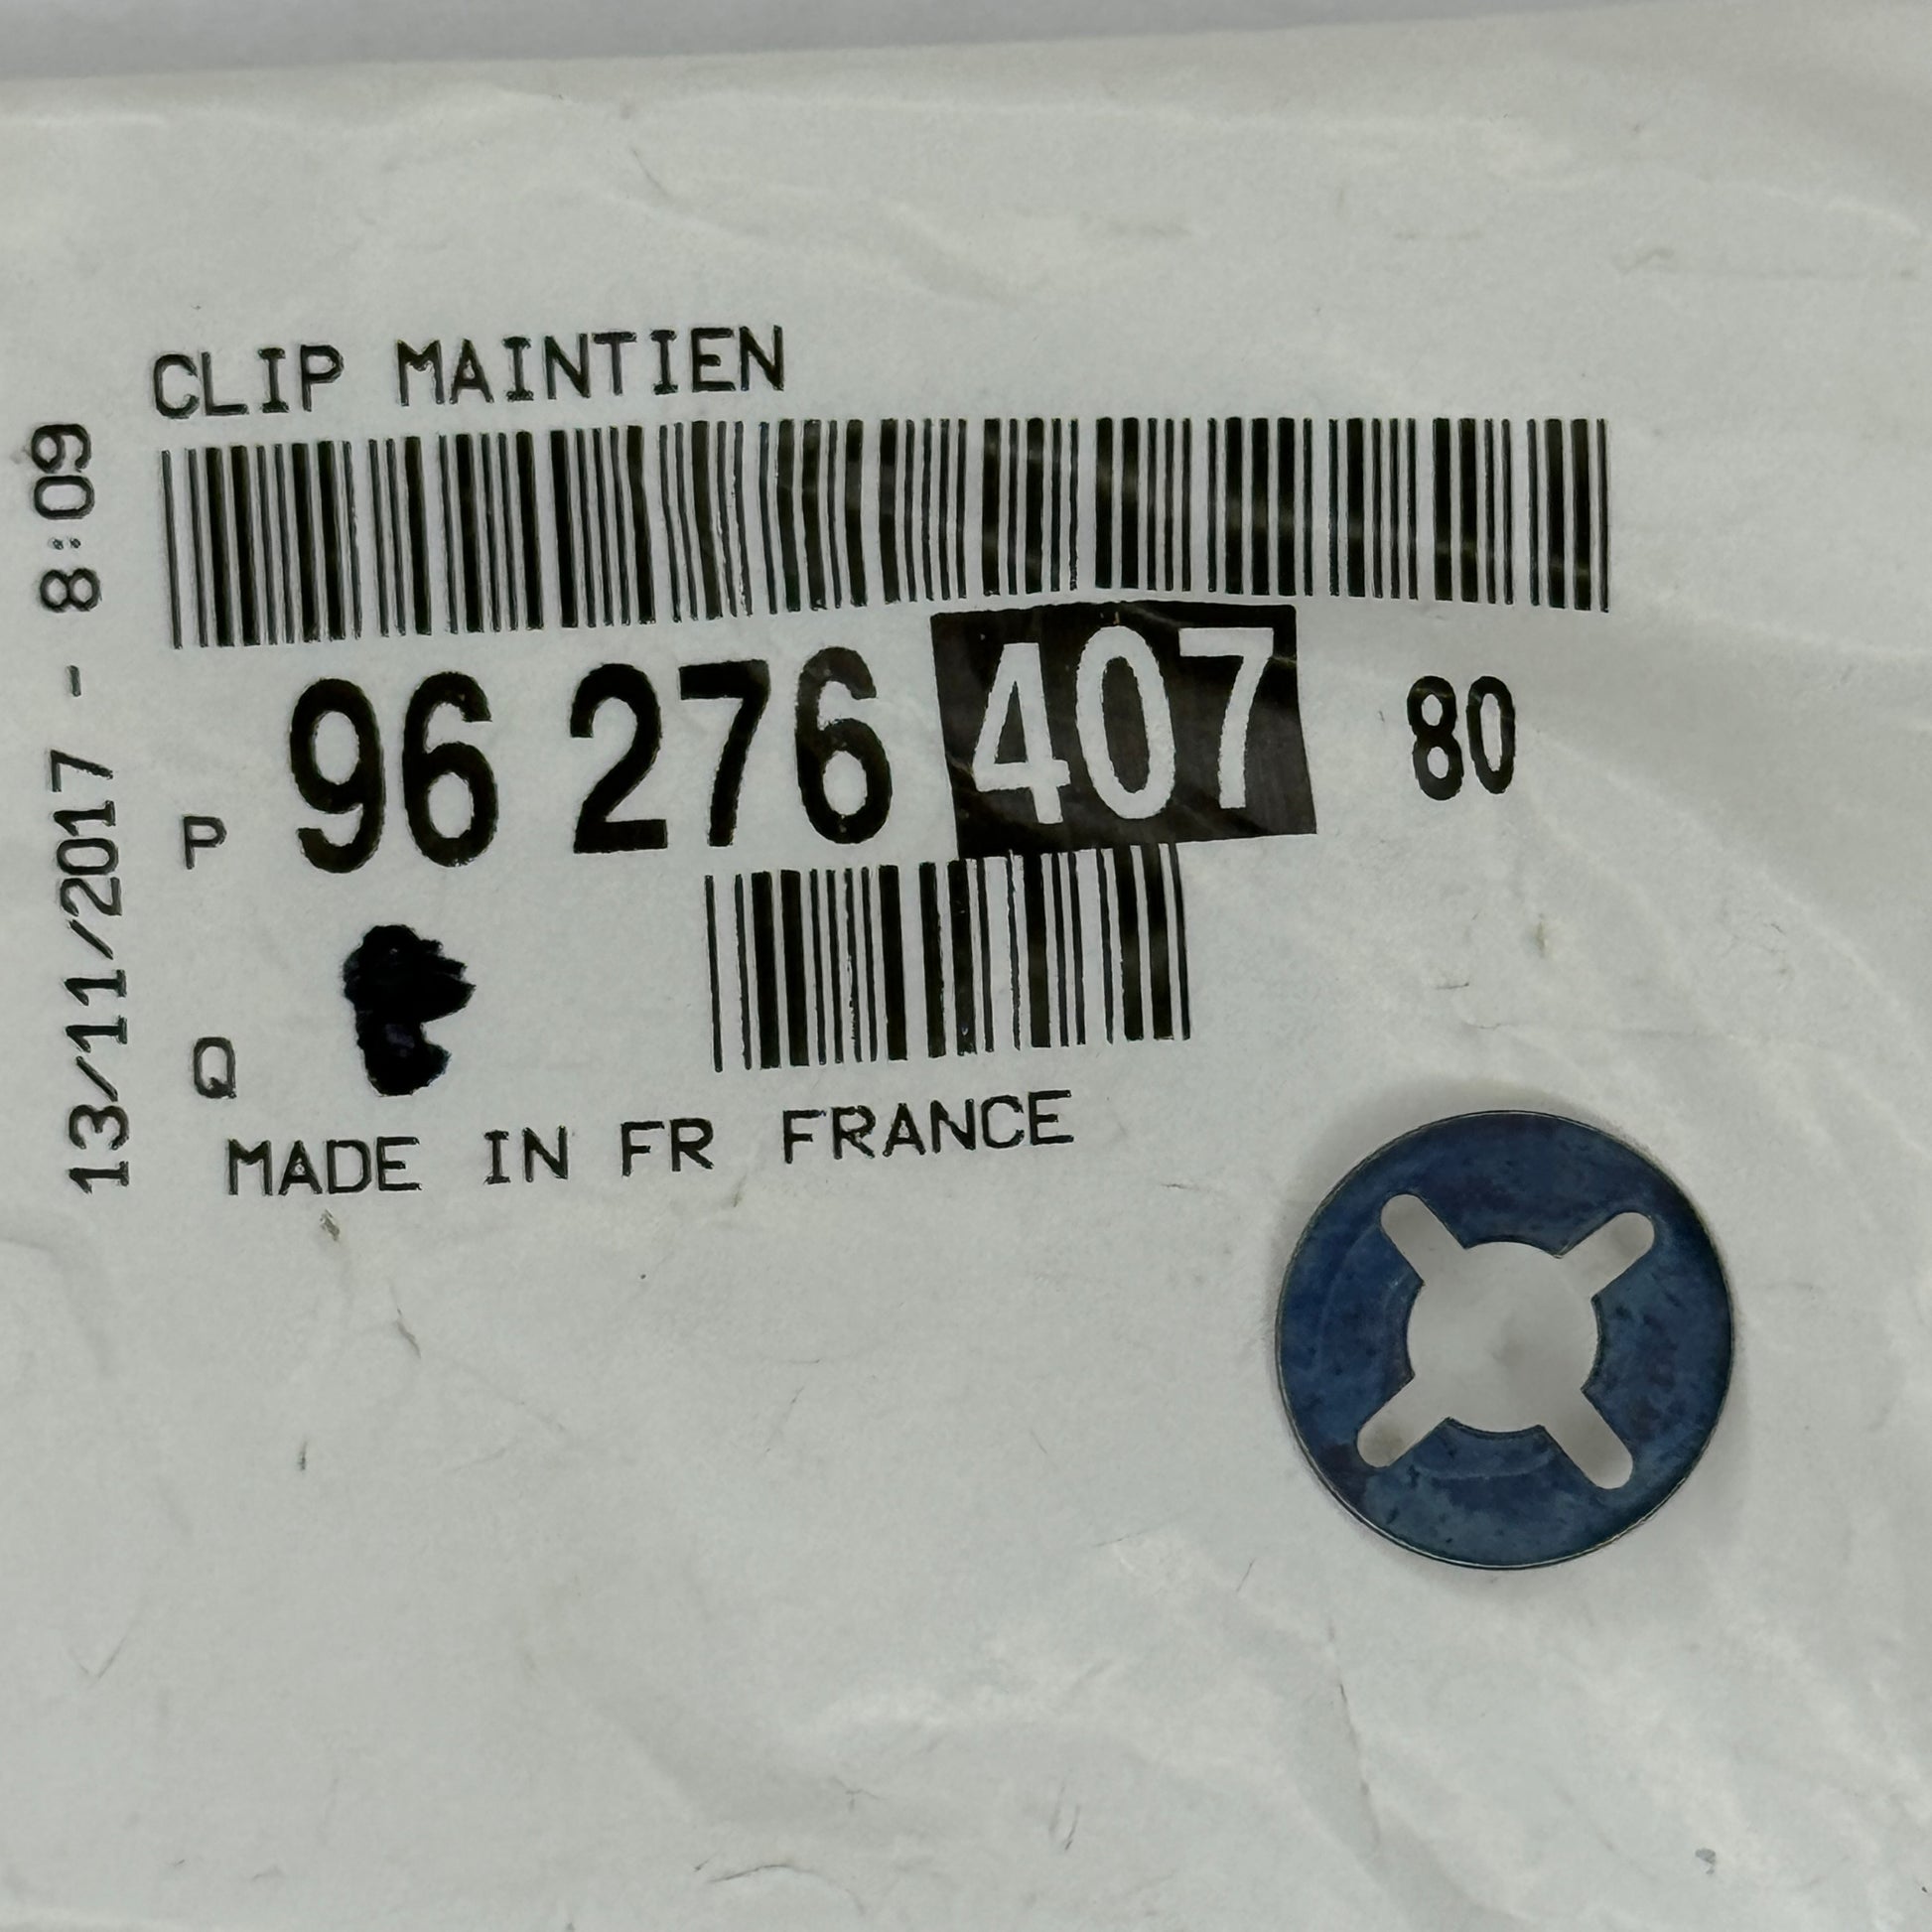 CLIP MAINTIEN
P 96 276 407 80
Q
MADE IN FR FRANCE
13/11/2017 - 8:09